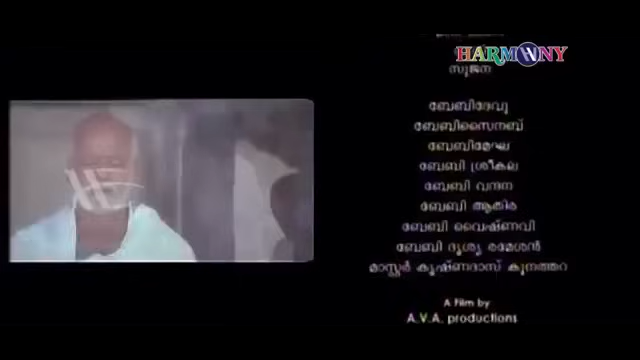 HARMONY
സുജന
ബേബിദേവു
ബേബിസൈനബ്
ബേബിമേഘ
ബേബി ശ്രീകല
ബേബി വന്ദന
ബേബി ആതിര
ബേബി വൈഷ്ണവി
ബേബി ദൃശ്യ രമേശൻ
മാസ്റ്റർ കൃഷ്ണദാസ് കൂനത്തറ
A Film by
A.V.A. productions